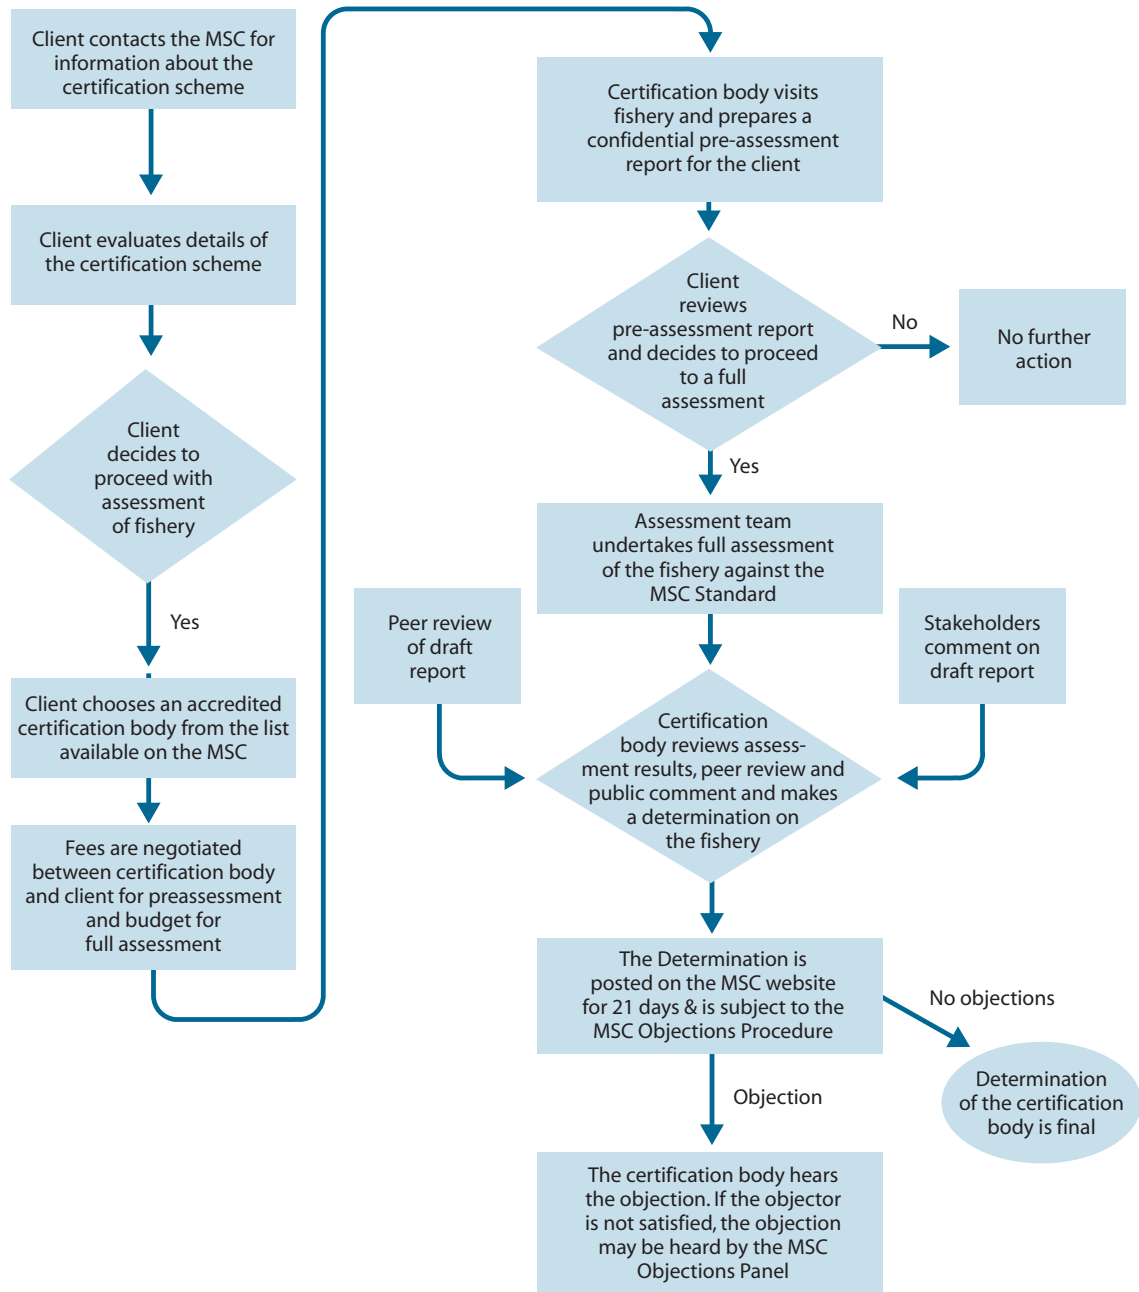 Client contacts the MSC for
information about the
certification scheme
Client evaluates details of
the certification scheme
Client
decides to
proceed with
assessment
of fishery
Yes
Client chooses an accredited
certification body from the list
available on the MSC
Fees are negotiated
between certification body
and client for preassessment
and budget for
full assessment
Certification body visits
fishery and prepares a
confidential pre-assessment
report for the client
Client
reviews
pre-assessment report
and decides to proceed
to a full
assessment
No
No further
action
Yes
Assessment team
undertakes full assessment
of the fishery against the
MSC Standard
Peer review
of draft
report
Stakeholders
comment on
draft report
Certification
body reviews assess-
ment results, peer review and
public comment and makes
a determination on
the fishery
The Determination is
posted on the MSC website
for 21 days & is subject to the
MSC Objections Procedure
No objections
Determination
of the certification
body is final
Objection
The certification body hears
the objection. If the objector
is not satisfied, the objection
may be heard by the MSC
Objections Panel